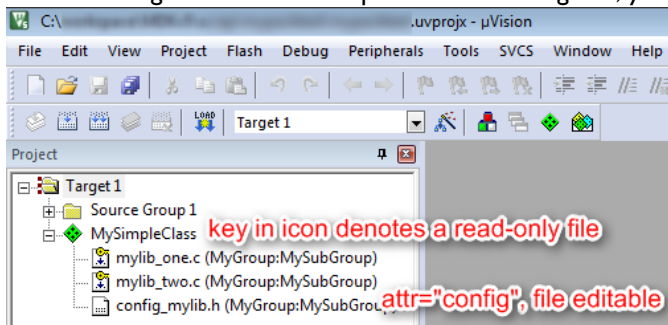 C:\ .uvprojx - µVision
File Edit View Project Flash Debug Peripherals Tools SVCS Window Help
LOAD Target 1
Project
Target 1
Source Group 1
MySimpleClass key in icon denotes a read-only file
mylib_one.c (MyGroup:MySubGroup)
mylib_two.c (MyGroup:MySubGroup)
config_mylib.h (MyGroup:MySubGroup) attr="config", file editable